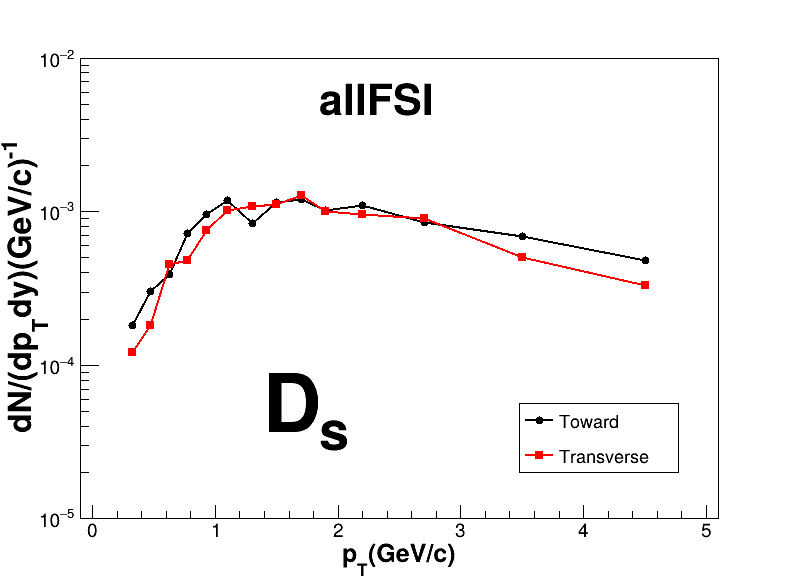 10⁻²
allFSI
10⁻³
dN/(dp_T dy)(GeV/c)⁻¹
10⁻⁴
D_s
Toward
Transverse
10⁻⁵
0 1 2 3 4 5
p_T(GeV/c)